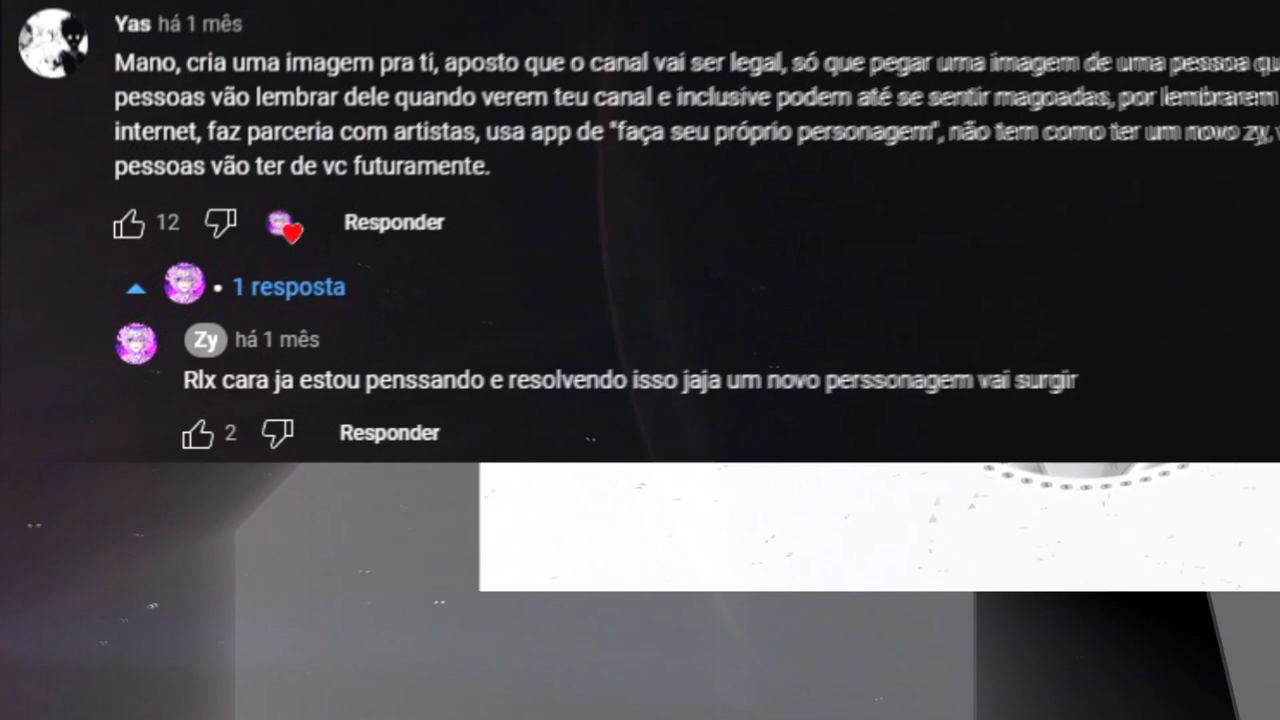 Yas há 1 mês
Mano, cria uma imagem pra ti, aposto que o canal vai ser legal, só que pegar uma imagem de uma pessoa
pessoas vão lembrar dele quando verem teu canal e inclusive podem até se sentir magoadas, por lembrarem
internet, faz parceria com artistas, usa app de "faça seu próprio personagem", não tem como ter um novo zy,
pessoas vão ter de vc futuramente.
12 Responder
• 1 resposta
Zy há 1 mês
Rlx cara ja estou penssando e resolvendo isso jaja um novo perssonagem vai surgir
2 Responder